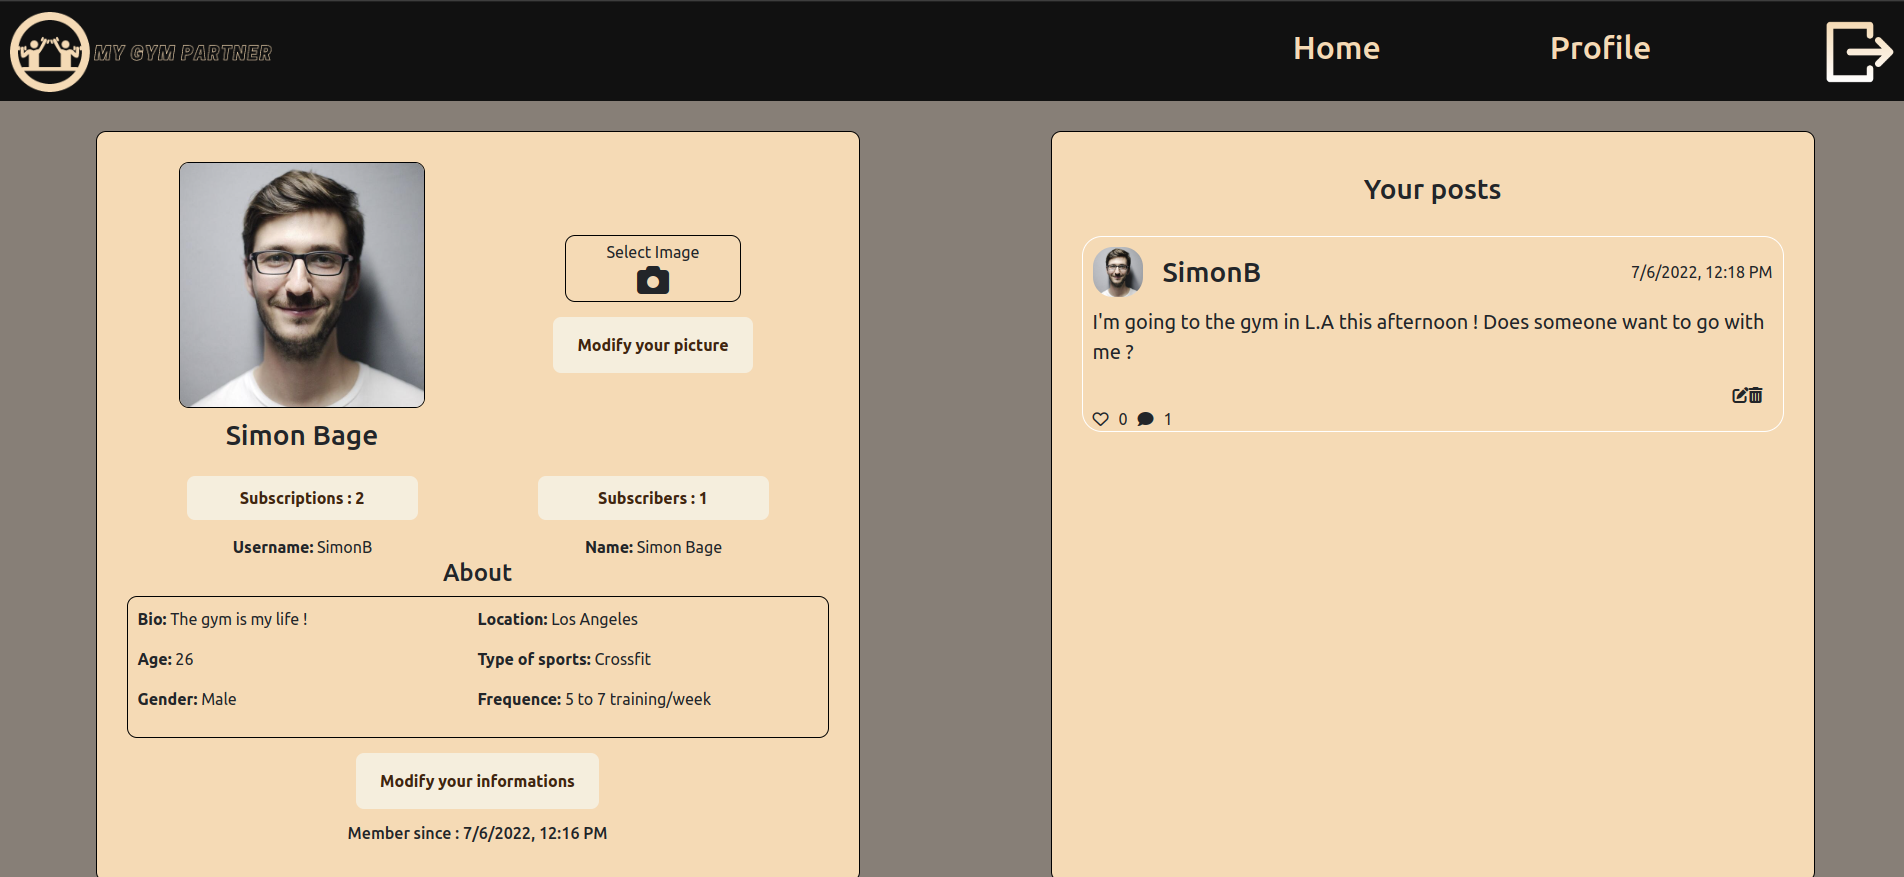 MY GYM PARTNER
Home
Profile
Select Image
Modify your picture
Simon Bage
Subscriptions : 2
Subscribers : 1
Username: SimonB
Name: Simon Bage
About
Bio: The gym is my life !
Location: Los Angeles
Age: 26
Type of sports: Crossfit
Gender: Male
Frequence: 5 to 7 training/week
Modify your informations
Member since : 7/6/2022, 12:16 PM
Your posts
SimonB
7/6/2022, 12:18 PM
I'm going to the gym in L.A this afternoon ! Does someone want to go with
me ?
0
1